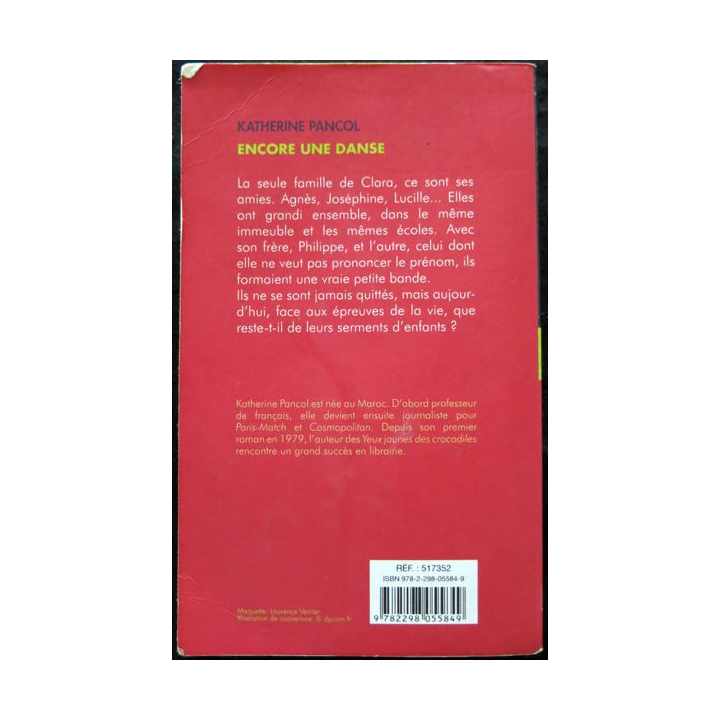 KATHERINE PANCOL
ENCORE UNE DANSE
La seule famille de Clara, ce sont ses
amies. Agnès, Joséphine, Lucille... Elles
ont grandi ensemble, dans le même
immeuble et les mêmes écoles. Avec
son frère, Philippe, et l'autre, celui dont
elle ne veut pas prononcer le prénom, ils
formaient une vraie petite bande.
Ils ne se sont jamais quittés, mais aujour-
d'hui, face aux épreuves de la vie, que
reste-t-il de leurs serments d'enfants ?
Katherine Pancol est née au Maroc. D'abord professeur
de français, elle devient ensuite journaliste pour
Paris-Match et Cosmopolitan. Depuis son premier
roman en 1979, l'auteur des Yeux jaunes des crocodiles
rencontre un grand succès en librairie.
RÉF. : 517352
ISBN 978-2-298-05584-9
9 782298 055849
Maquette: Laurence Verrier
Illustration de couverture: ©